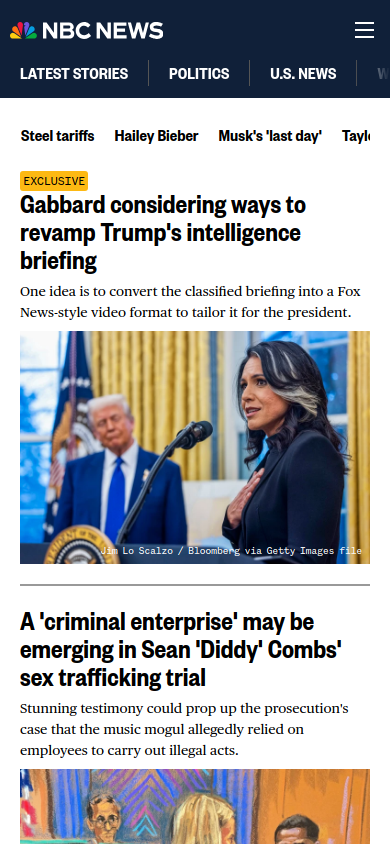 NBC NEWS
LATEST STORIES POLITICS U.S. NEWS
Steel tariffs Hailey Bieber Musk's 'last day'
EXCLUSIVE
Gabbard considering ways to
revamp Trump's intelligence
briefing
One idea is to convert the classified briefing into a Fox
News-style video format to tailor it for the president.
Jim Lo Scalzo / Bloomberg via Getty Images file
A 'criminal enterprise' may be
emerging in Sean 'Diddy' Combs'
sex trafficking trial
Stunning testimony could prop up the prosecution's
case that the music mogul allegedly relied on
employees to carry out illegal acts.